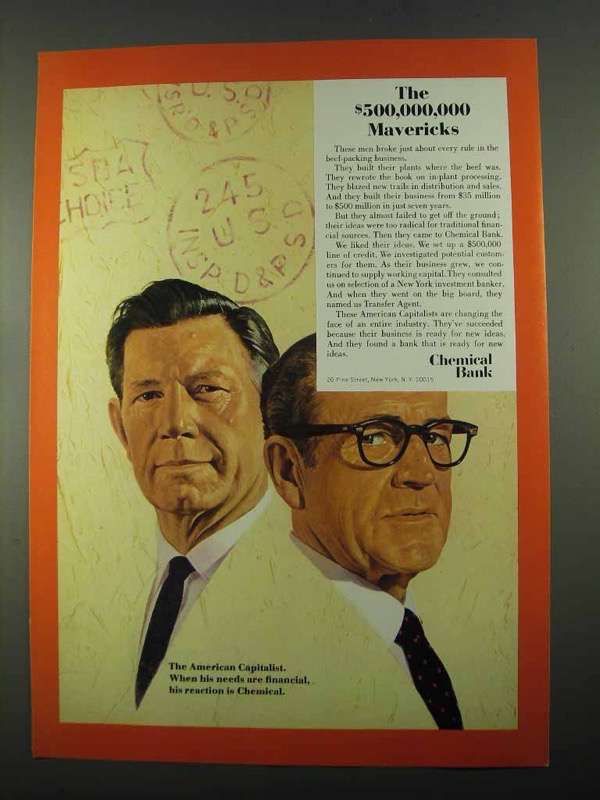 U.S.D
INSP
D & P.S
USDA
CHOICE
245
U S D
INSP. D & P.S.D
The
$500,000,000
Mavericks
These men broke just about every rule in the
beef-packing business.
They built their plants where the beef was.
They rewrote the book on in-plant processing.
They blazed new trails in distribution and sales.
And they built their business from $35 million
to $500 million in just seven years.
But they almost failed to get off the ground;
their ideas were too radical for traditional finan-
cial sources. Then they came to Chemical Bank.
We liked their ideas. We set up a $500,000
line of credit. We investigated potential custom-
ers for them. As their business grew, we con-
tinued to supply working capital. They consulted
us on selection of a New York investment banker.
And when they went on the big board, they
named us Transfer Agent.
These American Capitalists are changing the
face of an entire industry. They've succeeded
because their business is ready for new ideas.
And they found a bank that is ready for new
ideas.
Chemical
Bank
20 Pine Street, New York, N.Y. 10015
The American Capitalist.
When his needs are financial,
his reaction is Chemical.